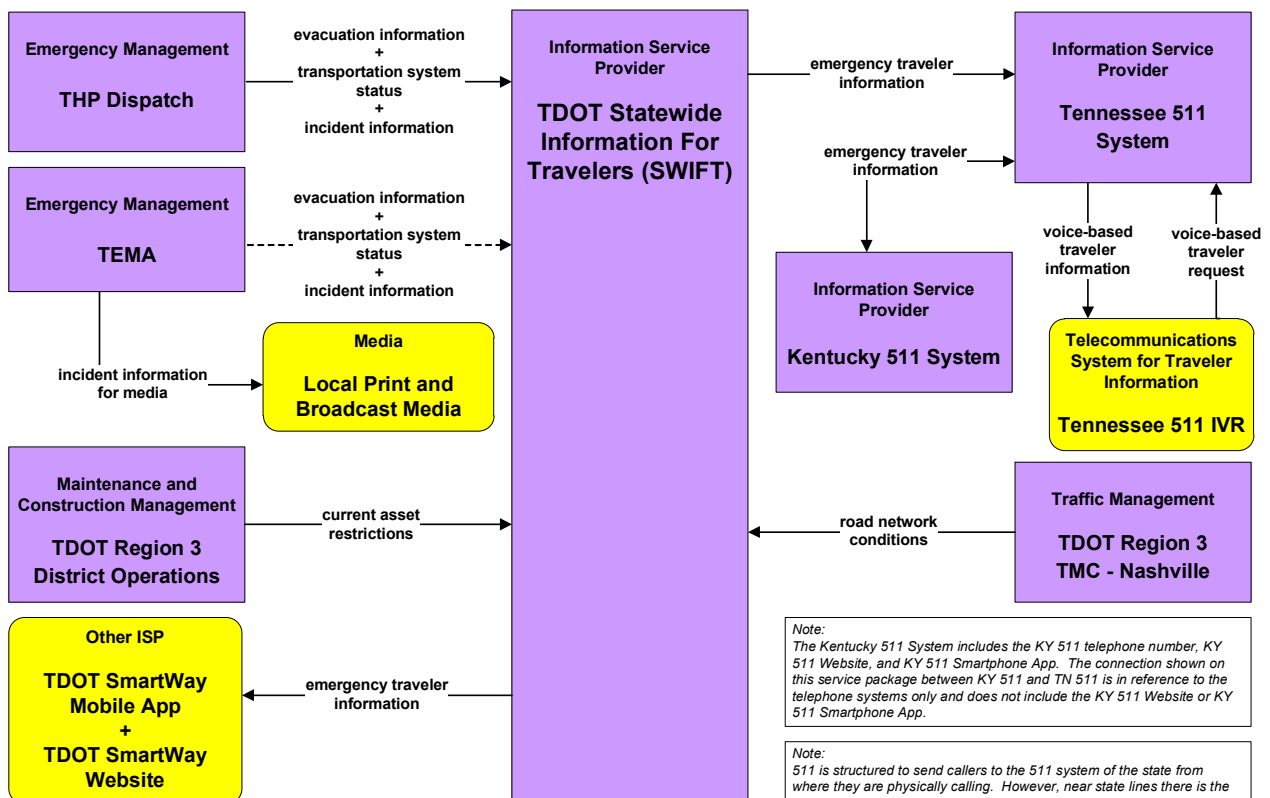 Emergency Management
THP Dispatch
evacuation information
+
transportation system
status
+
incident information
Information Service
Provider
TDOT Statewide
Information For
Travelers (SWIFT)
emergency traveler
information
Information Service
Provider
Tennessee 511
System
emergency traveler
information
Emergency Management
TEMA
evacuation information
+
transportation system
status
+
incident information
voice-based
traveler
information
voice-based
traveler
request
Information Service
Provider
Kentucky 511 System
incident information
for media
Media
Local Print and
Broadcast Media
Telecommunications
System for Traveler
Information
Tennessee 511 IVR
Maintenance and
Construction Management
TDOT Region 3
District Operations
current asset
restrictions
road network
conditions
Traffic Management
TDOT Region 3
TMC - Nashville
Other ISP
TDOT SmartWay
Mobile App
+
TDOT SmartWay
Website
emergency traveler
information
Note:
The Kentucky 511 System includes the KY 511 telephone number, KY
511 Website, and KY 511 Smartphone App. The connection shown on
this service package between KY 511 and TN 511 is in reference to the
telephone systems only and does not include the KY 511 Website or KY
511 Smartphone App.
Note:
511 is structured to send callers to the 511 system of the state from
where they are physically calling. However, near state lines there is the